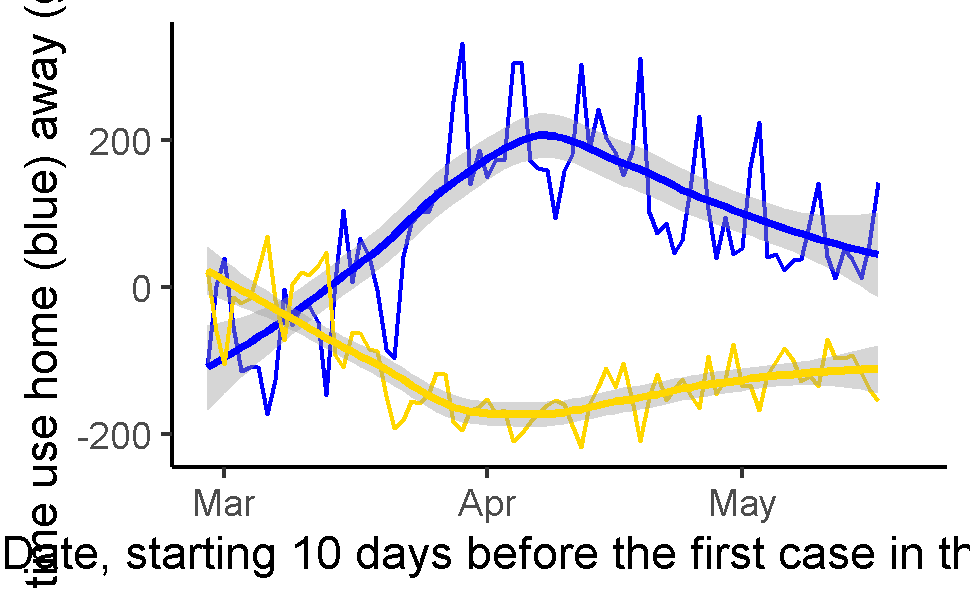 time use home (blue) away (
200
0
-200
Mar
Apr
May
Date, starting 10 days before the first case in th